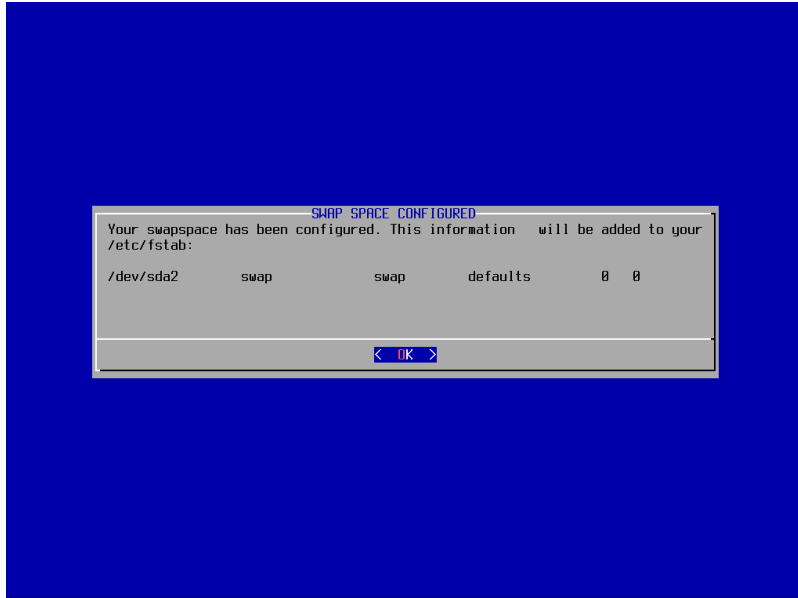 SWAP SPACE CONFIGURED
Your swapspace has been configured. This information   will be added to your
/etc/fstab:
/dev/sda2        swap             swap        defaults         0   0
<  OK  >